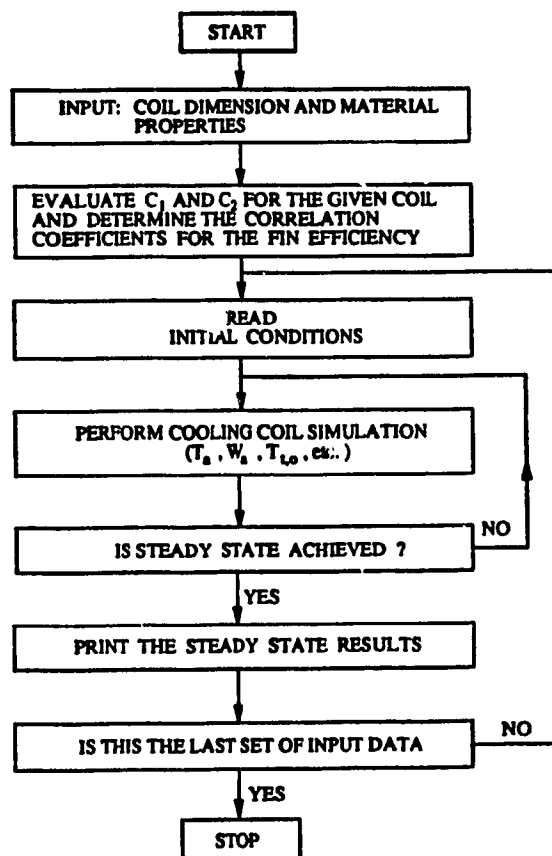 START
INPUT: COIL DIMENSION AND MATERIAL
PROPERTIES
EVALUATE C₁ AND C₂ FOR THE GIVEN COIL
AND DETERMINE THE CORRELATION
COEFFICIENTS FOR THE FIN EFFICIENCY
READ
INITIAL CONDITIONS
PERFORM COOLING COIL SIMULATION
(Tₐ, Wₐ, T_t,o, etc.)
NO
IS STEADY STATE ACHIEVED ?
YES
PRINT THE STEADY STATE RESULTS
NO
IS THIS THE LAST SET OF INPUT DATA
YES
STOP